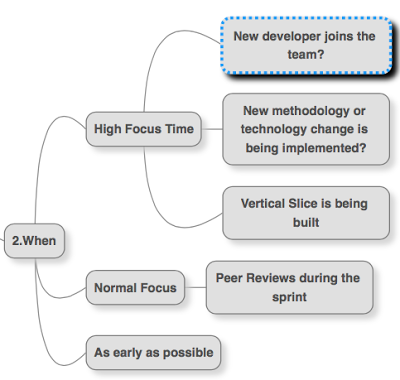 New developer joins the
team?
High Focus Time
New methodology or
technology change is
being implemented?
Vertical Slice is being
built
2.When
Normal Focus
Peer Reviews during the
sprint
As early as possible